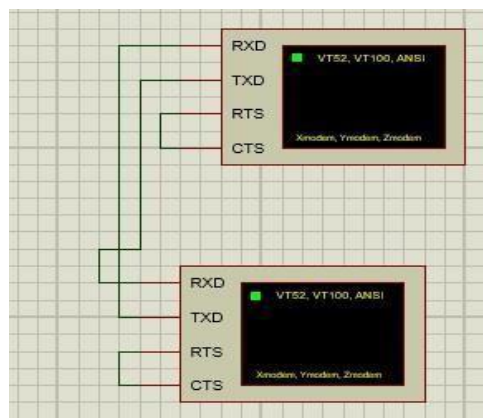 RXD
VT52, VT100, ANSI
TXD
RTS
CTS
Xmodem, Ymodem, Zmodem
RXD
VT52, VT100, ANSI
TXD
RTS
CTS
Xmodem, Ymodem, Zmodem